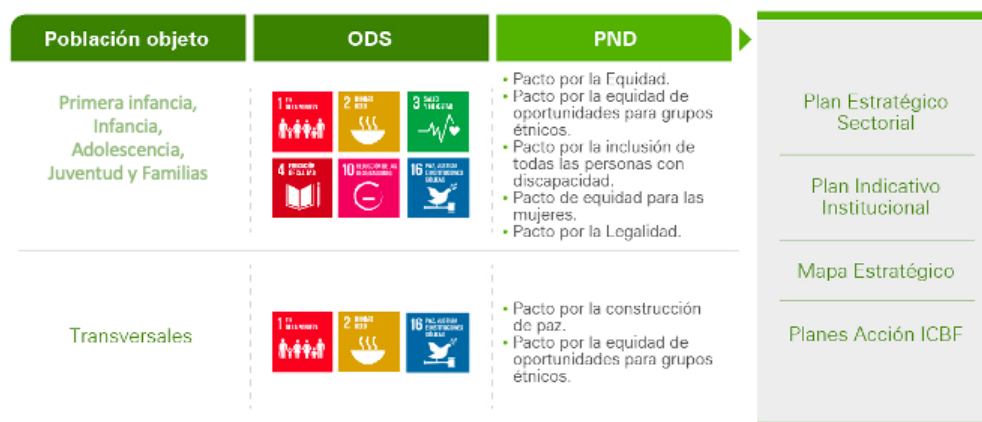 Población objeto
ODS
PND
Primera infancia,
Infancia,
Adolescencia,
Juventud y Familias
1
2
3
4
10
16
• Pacto por la Equidad.
• Pacto por la equidad de
oportunidades para grupos
étnicos.
• Pacto por la inclusión de
todas las personas con
discapacidad.
• Pacto de equidad para las
mujeres.
• Pacto por la Legalidad.
Transversales
1
2
16
• Pacto por la construcción
de paz.
• Pacto por la equidad de
oportunidades para grupos
étnicos.
Plan Estratégico
Sectorial
Plan Indicativo
Institucional
Mapa Estratégico
Planes Acción ICBF